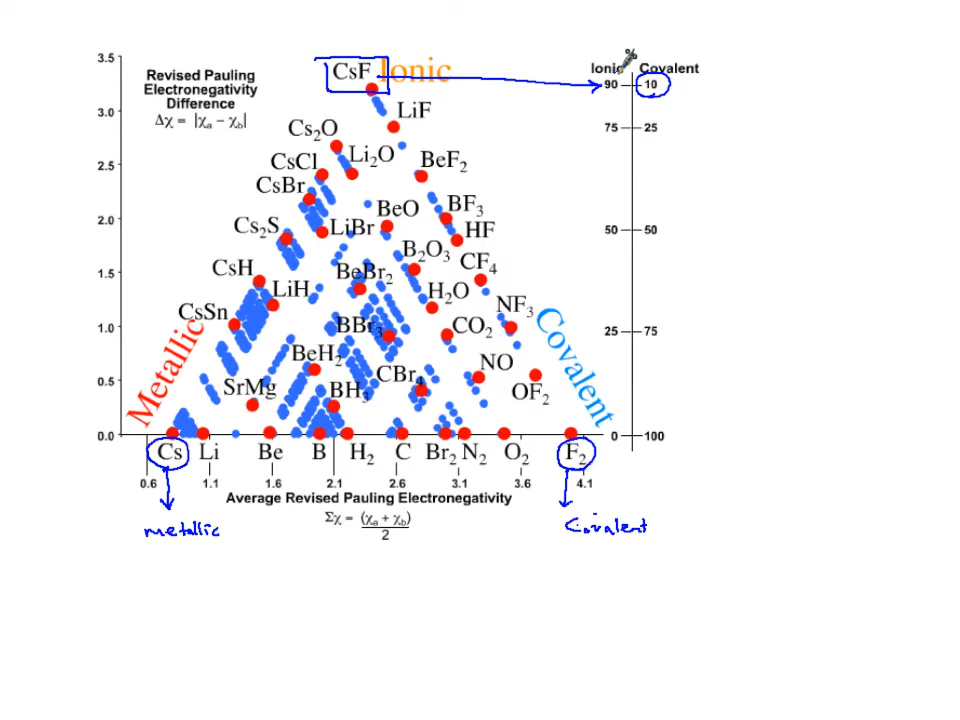 3.5
3.0
2.5
2.0
1.5
1.0
0.5
0.0
Revised Pauling
Electronegativity
Difference
Δχ = |χa – χb|
CsF
Ionic
LiF
Cs2O
Li2O
CsCl
BeF2
CsBr
BeO
BF3
Cs2S
LiBr
HF
B2O3
CsH
BeBr2
CF4
LiH
H2O
NF3
CsSn
BBr3
CO2
BeH2
NO
CBr4
SrMg
BH3
OF2
Metallic
Covalent
Ionic % Covalent
90 10
75 25
50 50
25 75
0 100
Cs Li Be B H2 C Br2 N2 O2 F2
0.6 1.1 1.6 2.1 2.6 3.1 3.6 4.1
Average Revised Pauling Electronegativity
Σχ = (χa + χb)
2
metallic
Covalent